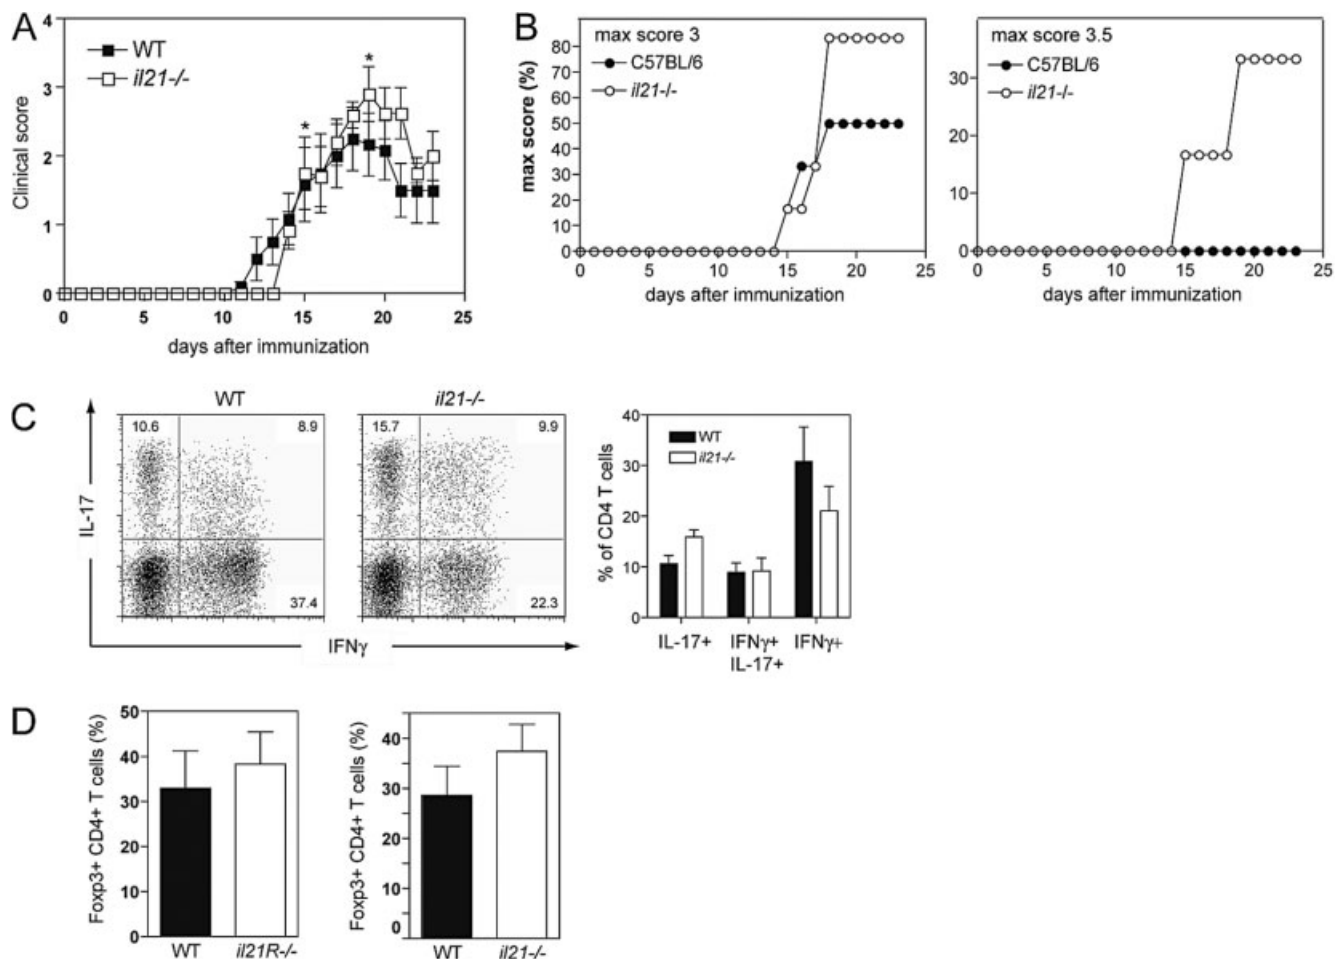 A
Clinical score
4
3
2
1
0
WT
il21-/-
*
*
0 5 10 15 20 25
days after immunization
B
max score (%)
80
70
60
50
40
30
20
10
0
max score 3
C57BL/6
il21-/-
0 5 10 15 20 25
days after immunization
30
20
10
0
max score 3.5
C57BL/6
il21-/-
0 5 10 15 20 25
days after immunization
C
WT
il21-/-
IL-17
10.6 8.9
37.4
15.7 9.9
22.3
IFNγ
% of CD4 T cells
40
30
20
10
0
WT
il21-/-
IL-17+ IFNγ+ IFNγ+
IL-17+
D
Foxp3+ CD4+ T cells (%)
50
40
30
20
10
0
WT il21R-/-
Foxp3+ CD4+ T cells (%)
40
30
20
10
0
WT il21-/-